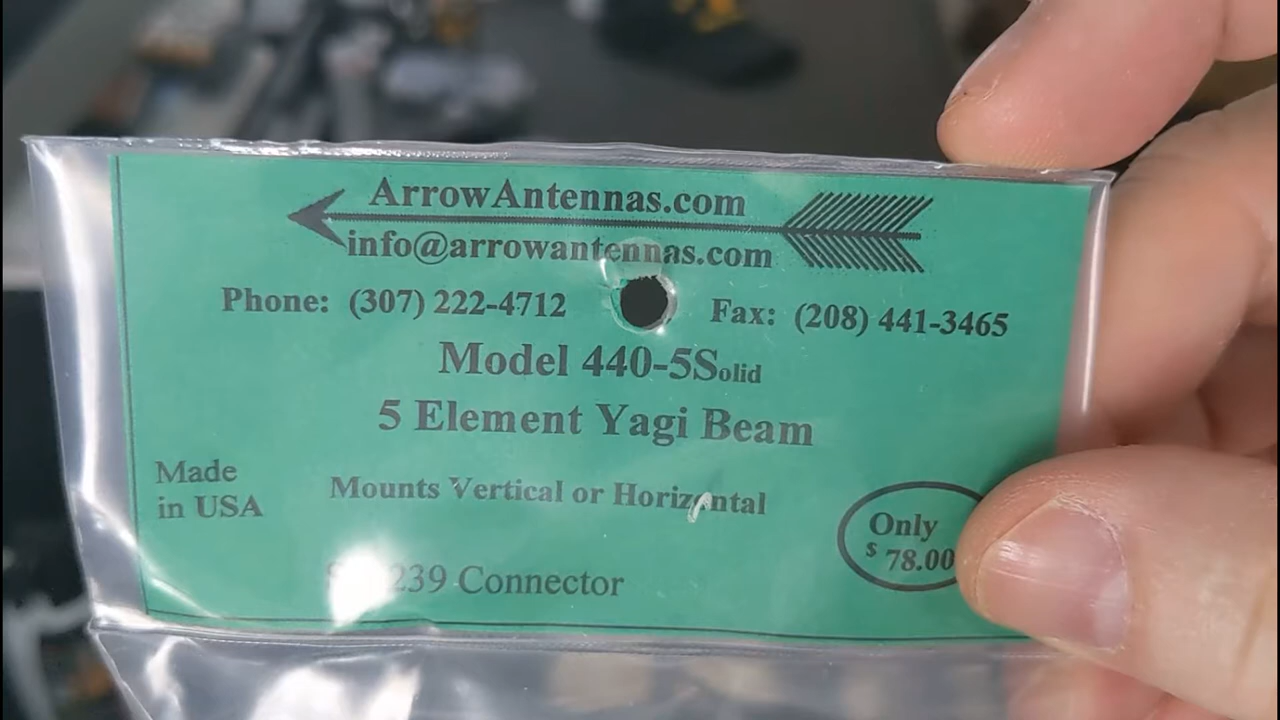 ArrowAntennas.com
info@arrowantennas.com
Phone: (307) 222-4712 Fax: (208) 441-3465
Model 440-5Solid
5 Element Yagi Beam
Made
in USA
Mounts Vertical or Horizontal
Only
$ 78.00
239 Connector